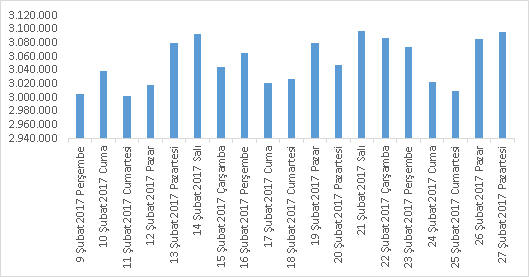 3.120.000
3.100.000
3.080.000
3.060.000
3.040.000
3.020.000
3.000.000
2.980.000
2.960.000
2.940.000
9 Şubat 2017 Perşembe
10 Şubat 2017 Cuma
11 Şubat 2017 Cumartesi
12 Şubat 2017 Pazar
13 Şubat 2017 Pazartesi
14 Şubat 2017 Salı
15 Şubat 2017 Çarşamba
16 Şubat 2017 Perşembe
17 Şubat 2017 Cuma
18 Şubat 2017 Cumartesi
19 Şubat 2017 Pazar
20 Şubat 2017 Pazartesi
21 Şubat 2017 Salı
22 Şubat 2017 Çarşamba
23 Şubat 2017 Perşembe
24 Şubat 2017 Cuma
25 Şubat 2017 Cumartesi
26 Şubat 2017 Pazar
27 Şubat 2017 Pazartesi